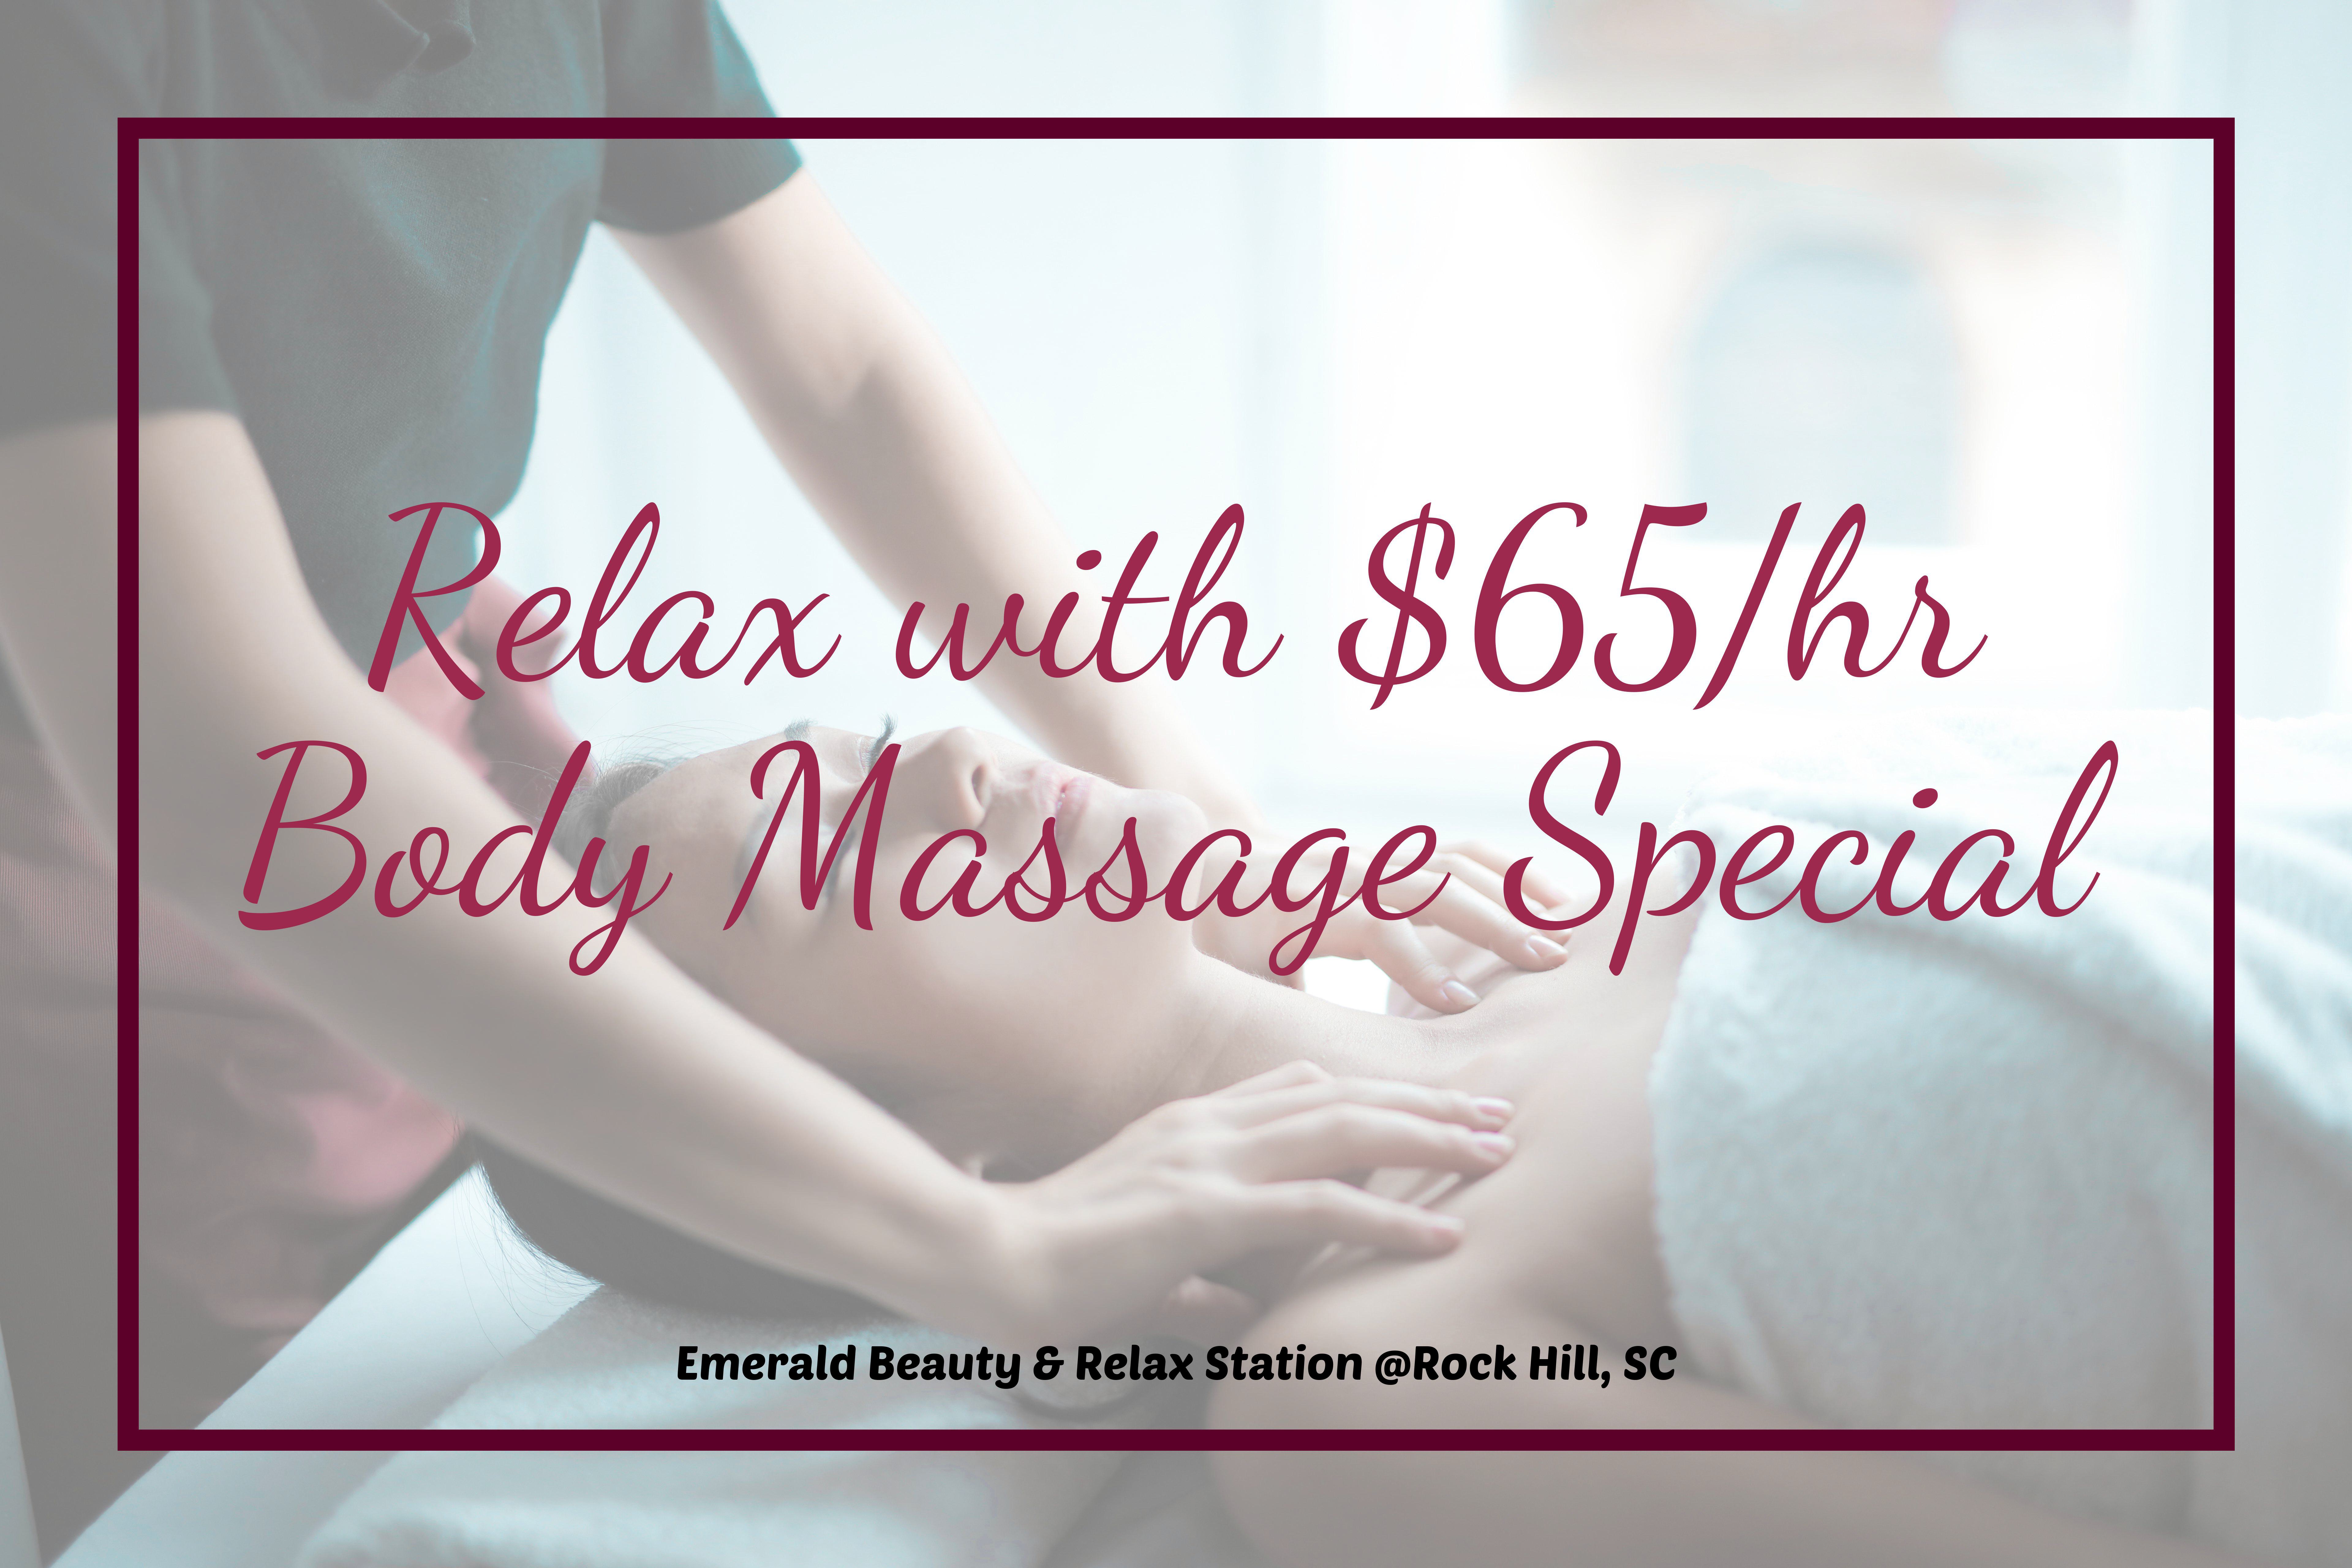 Relax with $65/hr
Body Massage Special
Emerald Beauty & Relax Station @Rock Hill, SC